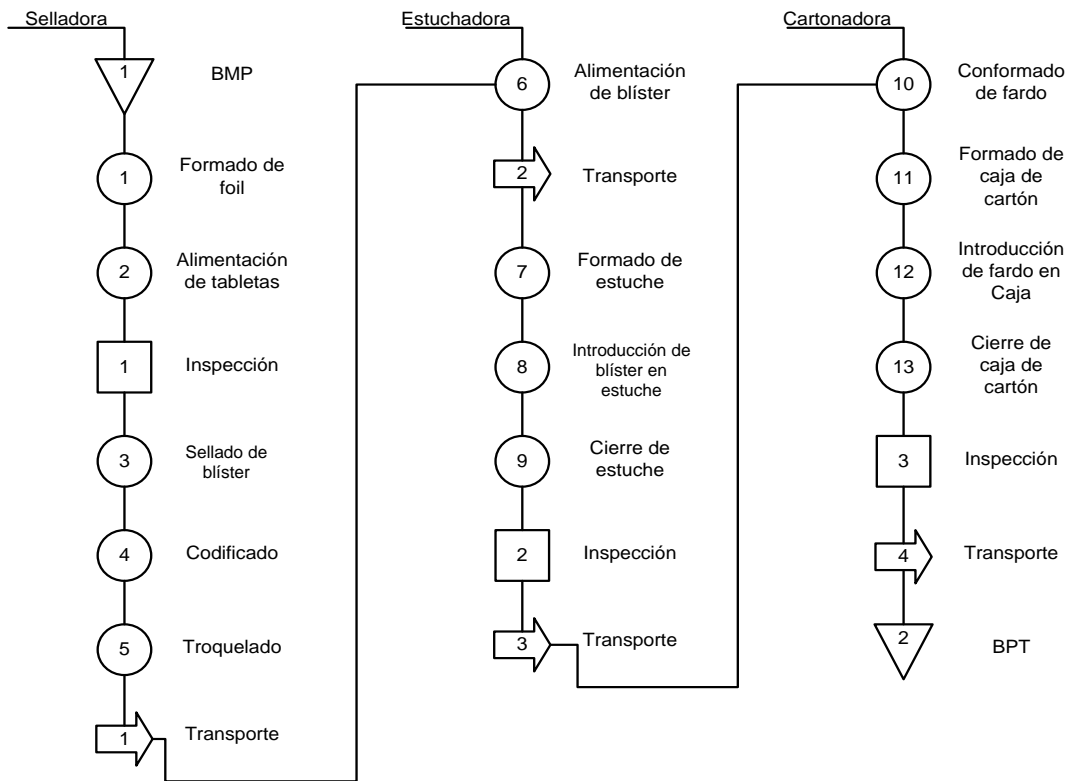 Selladora
1
BMP
1
Formado de
foil
2
Alimentación
de tabletas
1
Inspección
3
Sellado de
blíster
4
Codificado
5
Troquelado
1
Transporte
Estuchadora
6
Alimentación
de blíster
2
Transporte
7
Formado de
estuche
8
Introducción de
blíster en
estuche
9
Cierre de
estuche
2
Inspección
3
Transporte
Cartonadora
10
Conformado
de fardo
11
Formado de
caja de
cartón
12
Introducción
de fardo en
Caja
13
Cierre de
caja de
cartón
3
Inspección
4
Transporte
2
BPT